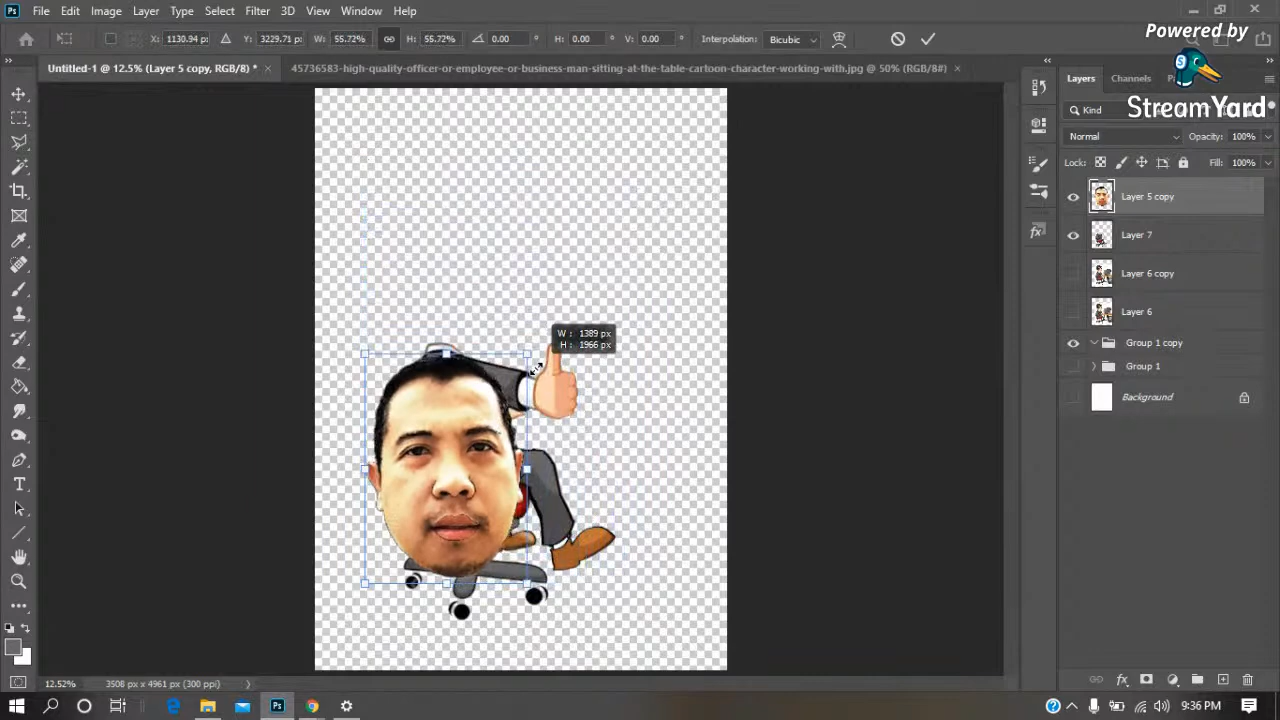 Ps File Edit Image Layer Type Select Filter 3D View Window Help
Powered by
X: 1130.94 px Y: 3229.71 px W: 55.72% H: 55.72% 0.00 ° H: 0.00 ° V: 0.00 ° Interpolation: Bicubic
Untitled-1 @ 12.5% (Layer 5 copy, RGB/8) * × 45736583-high-quality-officer-or-employee-or-business-man-sitting-at-the-table-cartoon-character-working-with.jpg @ 50% (RGB/8#) ×
S
StreamYard
Layers Channels
Kind
Normal Opacity: 100%
Lock: Fill: 100%
Layer 5 copy
Layer 7
Layer 6 copy
Layer 6
Group 1 copy
Group 1
Background
W : 1389 px
H : 1966 px
fx
T
12.52% 3508 px x 4961 px (300 ppi) >
fx
Ps 9:36 PM